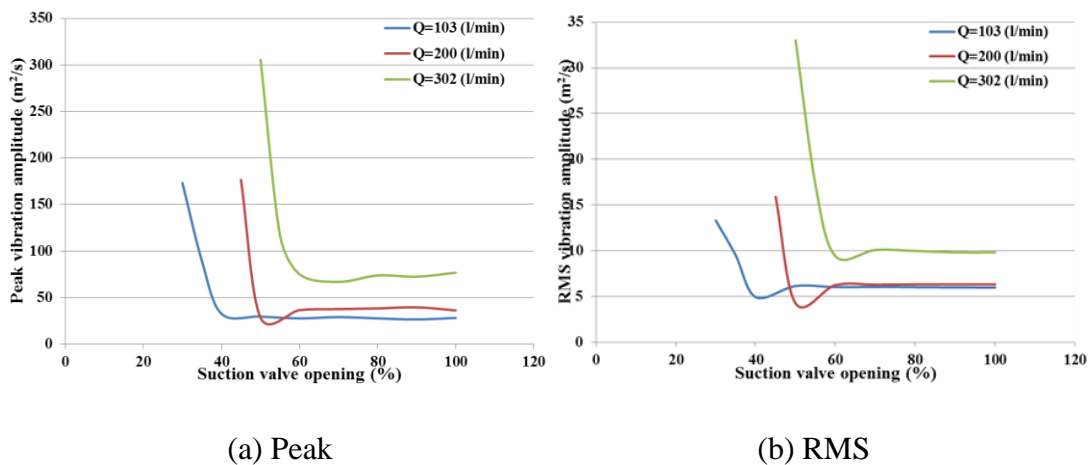 Peak vibration amplitude (m²/s)
350
300
250
200
150
100
50
0
0 20 40 60 80 100 120
Suction valve opening (%)
Q=103 (l/min)
Q=200 (l/min)
Q=302 (l/min)
(a) Peak
RMS vibration amplitude (m²/s)
35
30
25
20
15
10
5
0
0 20 40 60 80 100 120
Suction valve opening (%)
Q=103 (l/min)
Q=200 (l/min)
Q=302 (l/min)
(b) RMS